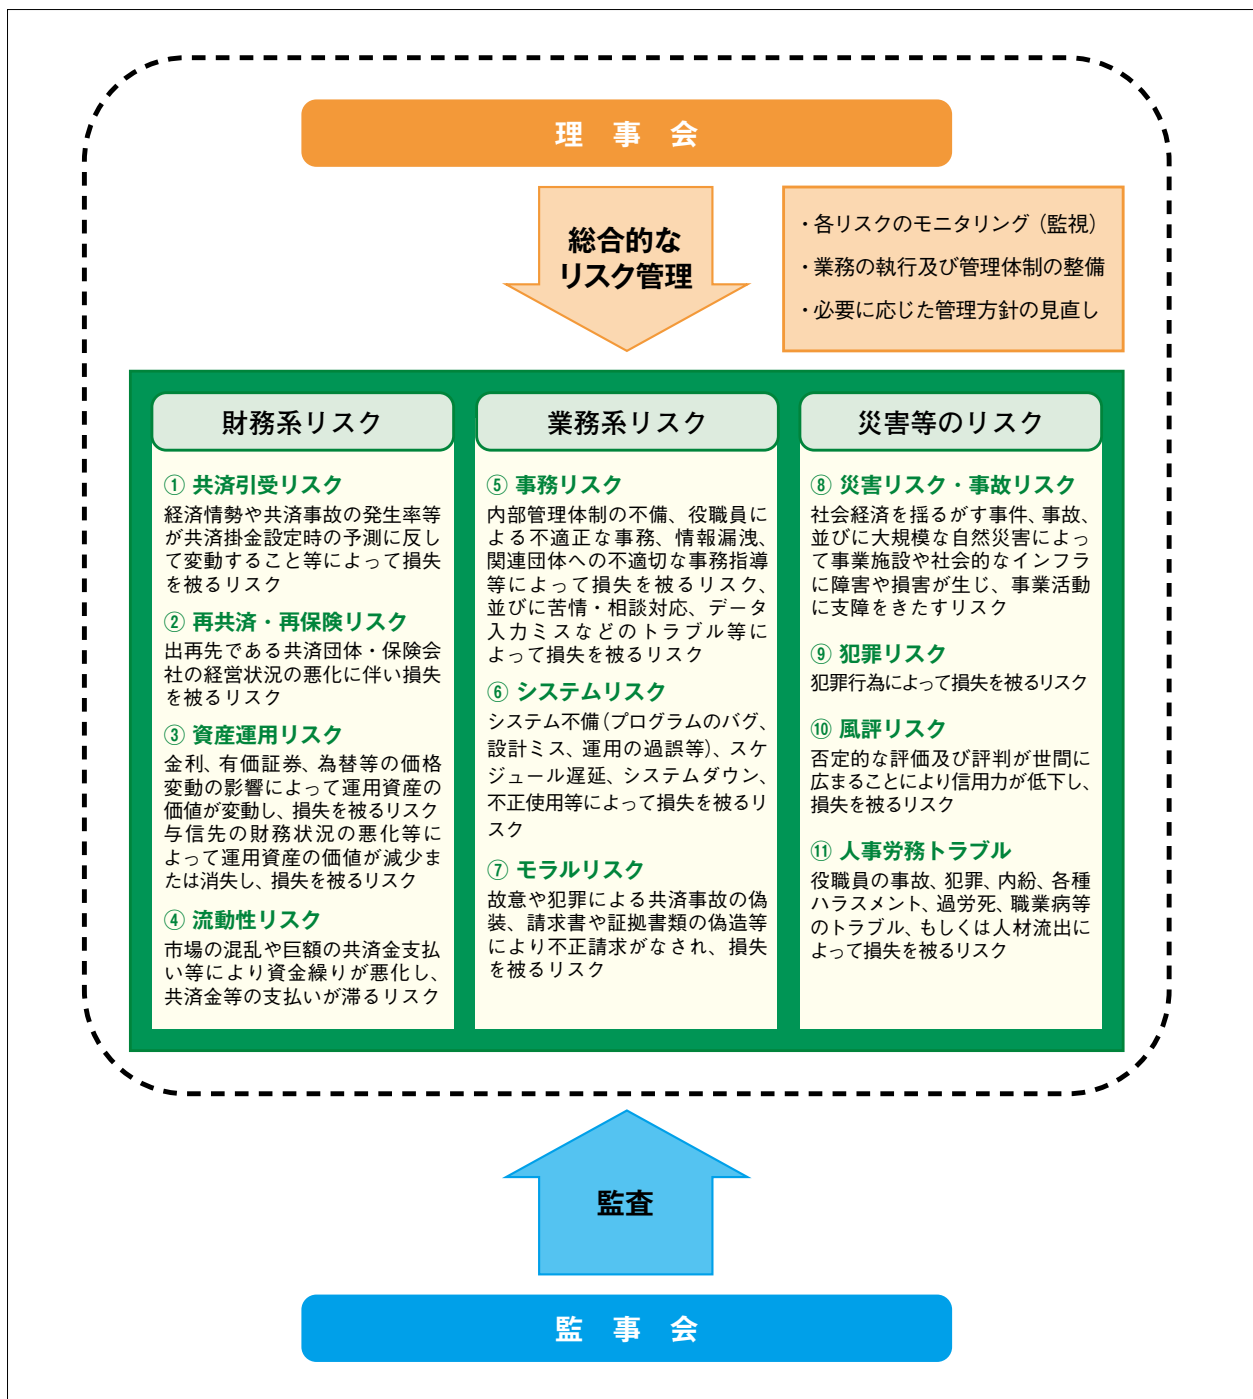 理事会
総合的な
リスク管理
・各リスクのモニタリング（監視）
・業務の執行及び管理体制の整備
・必要に応じた管理方針の見直し
財務系リスク
① 共済引受リスク
経済情勢や共済事故の発生率等
が共済掛金設定時の予測に反し
て変動すること等によって損失
を被るリスク
② 再共済・再保険リスク
出再先である共済団体・保険会
社の経営状況の悪化に伴い損失
を被るリスク
③ 資産運用リスク
金利、有価証券、為替等の価格
変動の影響によって運用資産の
価値が変動し、損失を被るリスク
与信先の財務状況の悪化等に
よって運用資産の価値が減少ま
たは消失し、損失を被るリスク
④ 流動性リスク
市場の混乱や巨額の共済金支払
い等により資金繰りが悪化し、
共済金等の支払いが滞るリスク
業務系リスク
⑤ 事務リスク
内部管理体制の不備、役職員に
よる不適正な事務、情報漏洩、
関連団体への不適切な事務指導
等によって損失を被るリスク、
並びに苦情・相談対応、データ
入力ミスなどのトラブル等に
よって損失を被るリスク
⑥ システムリスク
システム不備（プログラムのバグ、
設計ミス、運用の過誤等）、スケ
ジュール遅延、システムダウン、
不正使用等によって損失を被るリ
スク
⑦ モラルリスク
故意や犯罪による共済事故の偽
装、請求書や証拠書類の偽造等
により不正請求がなされ、損失
を被るリスク
災害等のリスク
⑧ 災害リスク・事故リスク
社会経済を揺るがす事件、事故、
並びに大規模な自然災害によっ
て事業施設や社会的なインフラ
に障害や損害が生じ、事業活動
に支障をきたすリスク
⑨ 犯罪リスク
犯罪行為によって損失を被るリスク
⑩ 風評リスク
否定的な評価及び評判が世間に
広まることにより信用力が低下し、
損失を被るリスク
⑪ 人事労務トラブル
役職員の事故、犯罪、内紛、各種
ハラスメント、過労死、職業病等
のトラブル、もしくは人材流出に
よって損失を被るリスク
監査
監事会